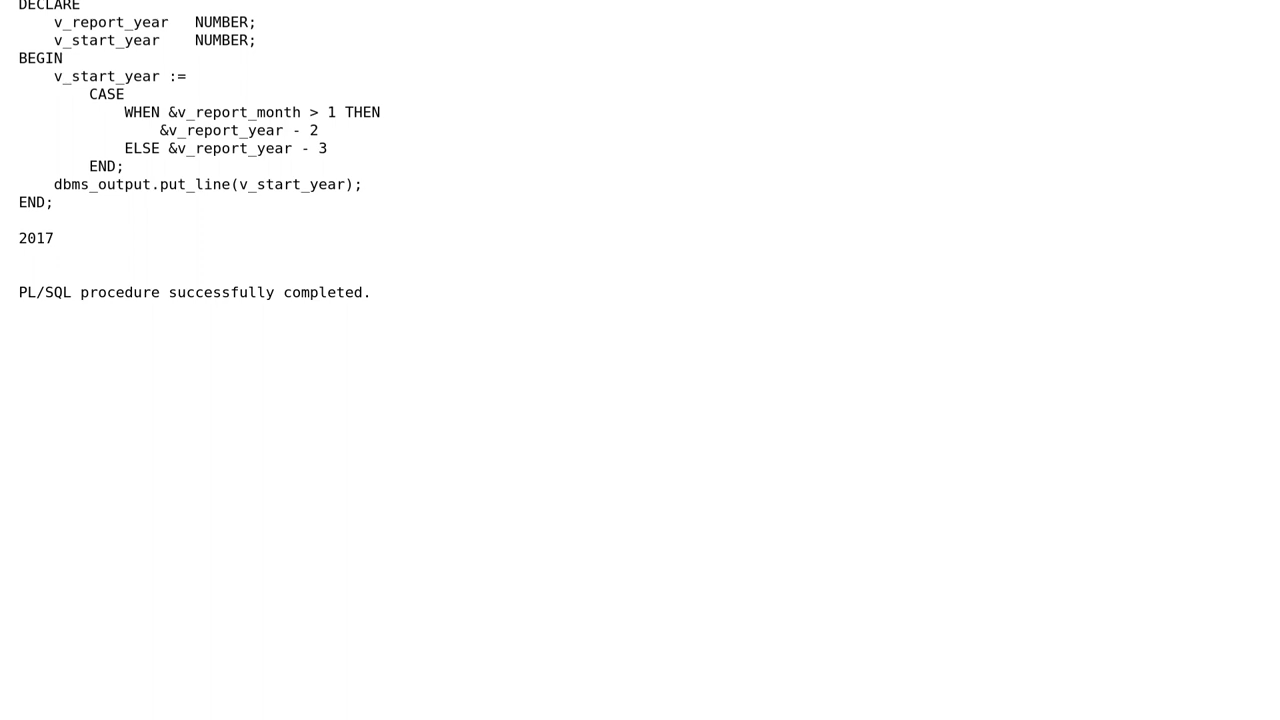 DECLARE
    v_report_year   NUMBER;
    v_start_year    NUMBER;
BEGIN
    v_start_year :=
        CASE
            WHEN &v_report_month > 1 THEN
                &v_report_year - 2
            ELSE &v_report_year - 3
        END;
    dbms_output.put_line(v_start_year);
END;

2017


PL/SQL procedure successfully completed.